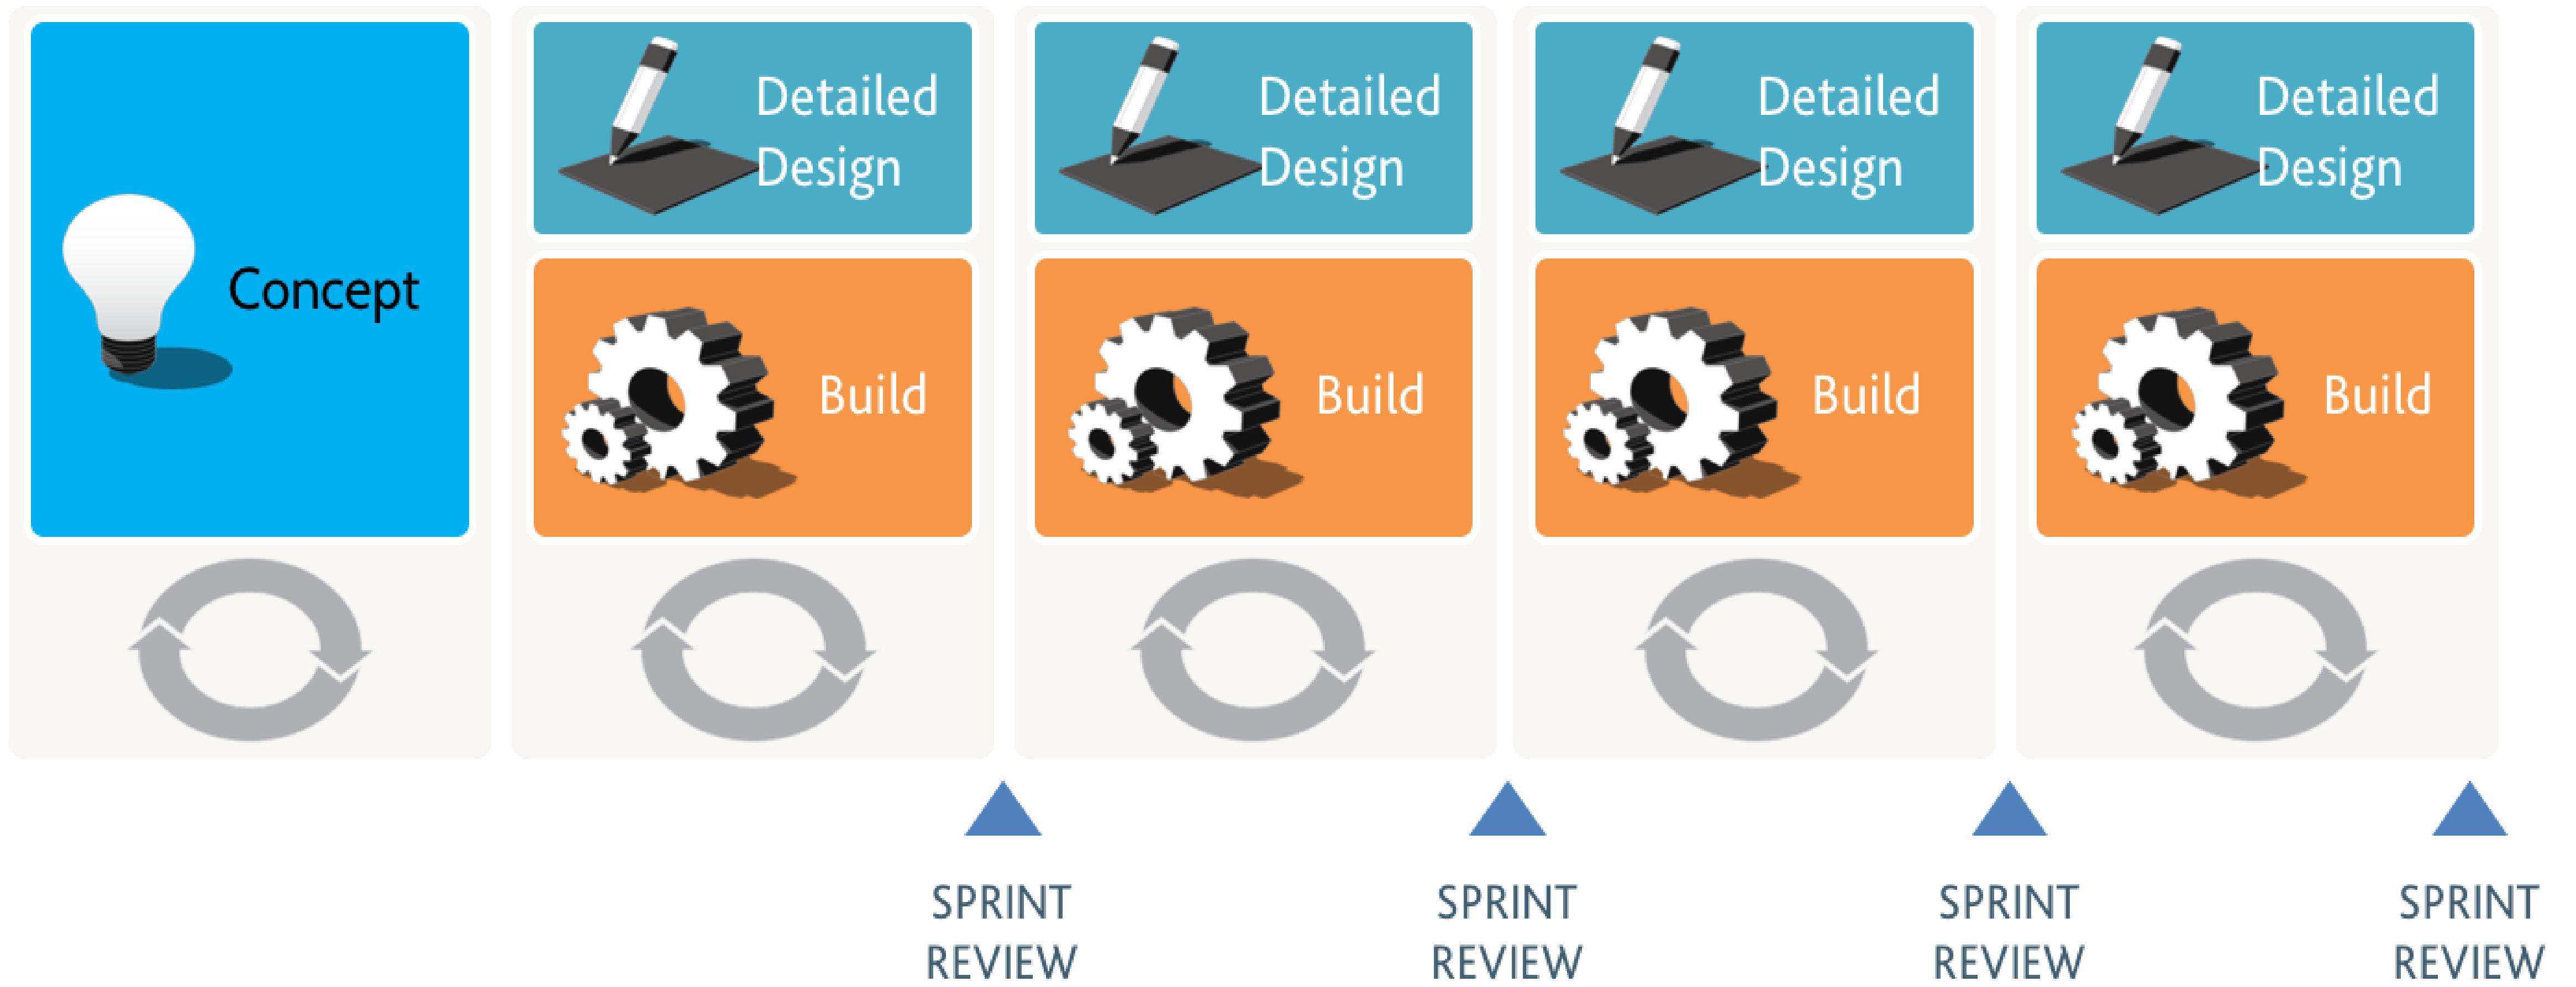 Concept
Detailed
Design
Build
Detailed
Design
Build
Detailed
Design
Build
Detailed
Design
Build
SPRINT
REVIEW
SPRINT
REVIEW
SPRINT
REVIEW
SPRINT
REVIEW